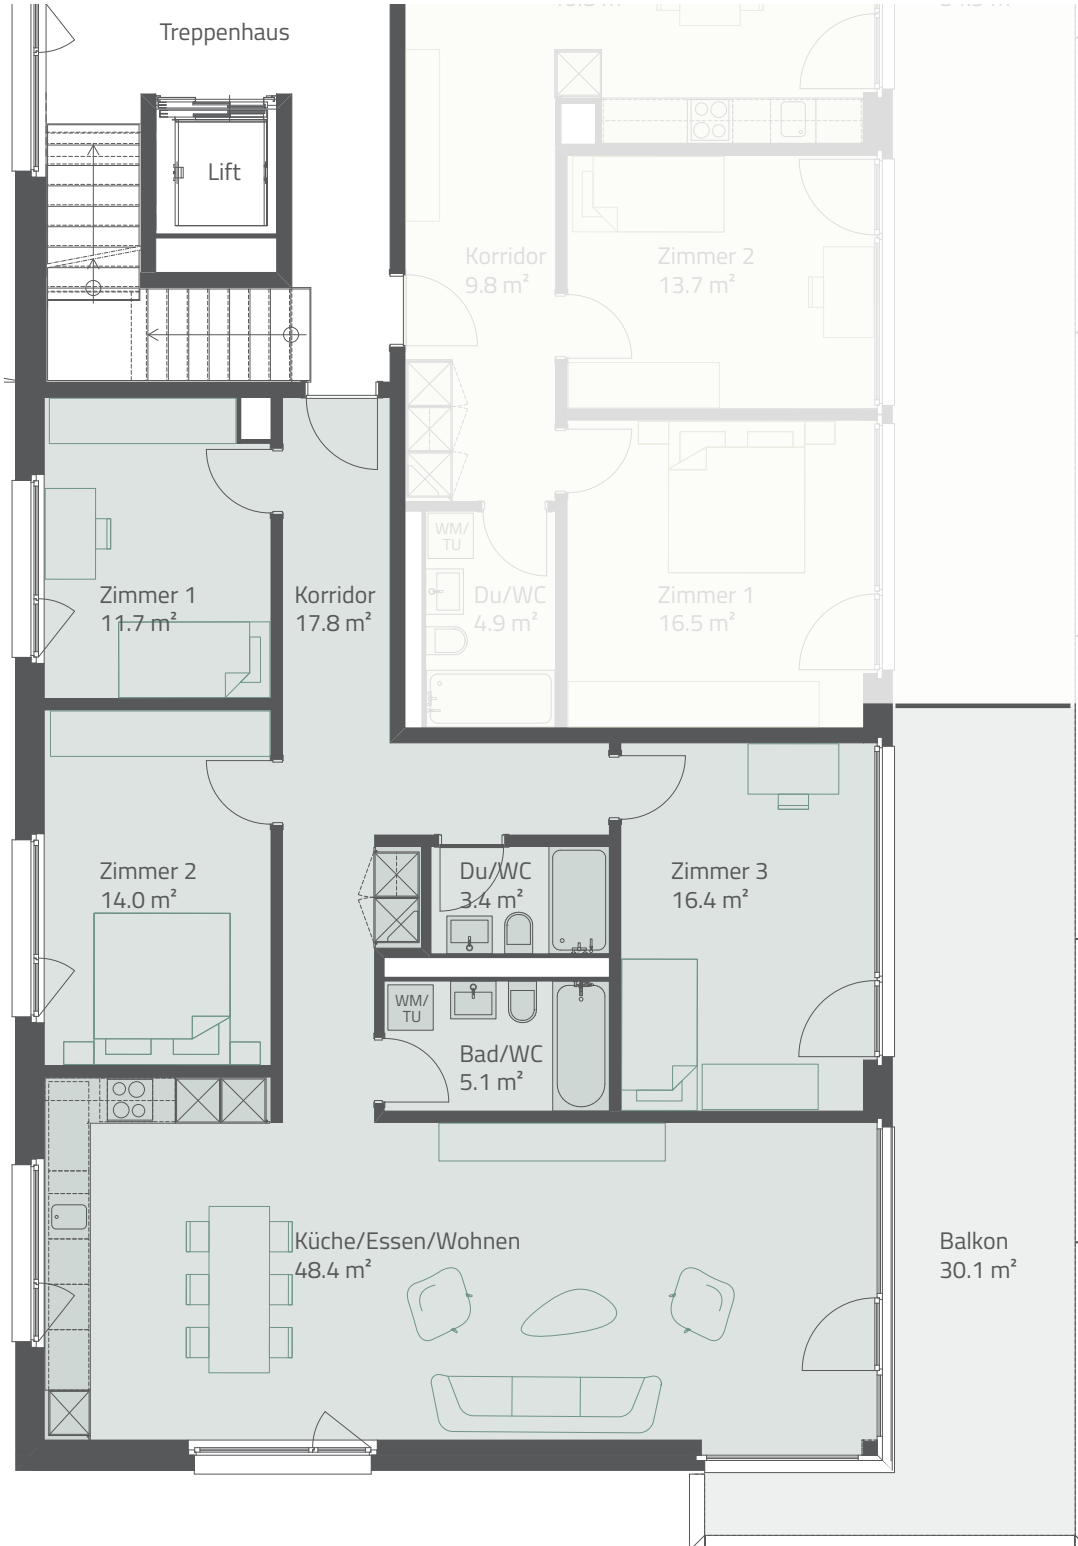 Treppenhaus
Lift
Korridor
9.8 m²
Zimmer 2
13.7 m²
WM/
TU
Du/WC
4.9 m²
Zimmer 1
16.5 m²
Zimmer 1
11.7 m²
Korridor
17.8 m²
Zimmer 2
14.0 m²
Du/WC
3.4 m²
Zimmer 3
16.4 m²
WM/
TU
Bad/WC
5.1 m²
Küche/Essen/Wohnen
48.4 m²
Balkon
30.1 m²